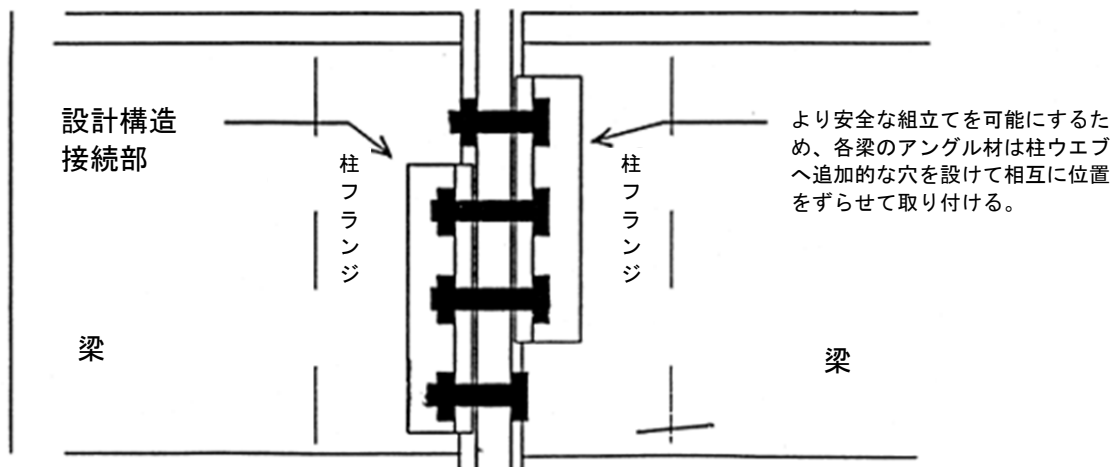 設計構造
接続部
柱フランジ
梁
柱フランジ
より安全な組立てを可能にするた
め、各梁のアングル材は柱ウエブ
へ追加的な穴を設けて相互に位置
をずらせて取り付ける。
梁